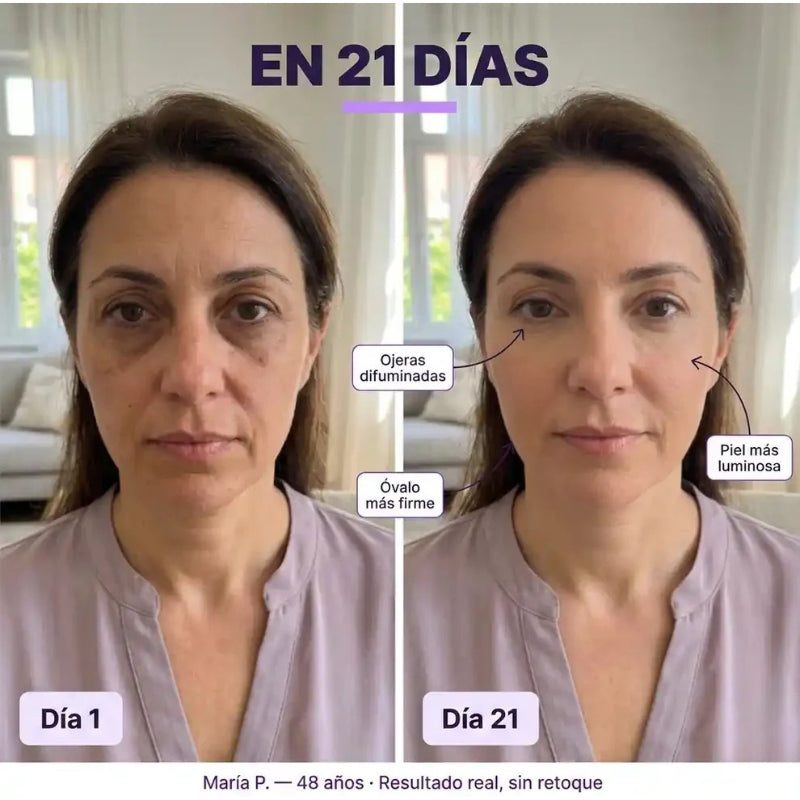 EN 21 DÍAS
Ojeras
difuminadas
Óvalo
más firme
Piel más
luminosa
Día 1
Día 21
María P. — 48 años · Resultado real, sin retoque